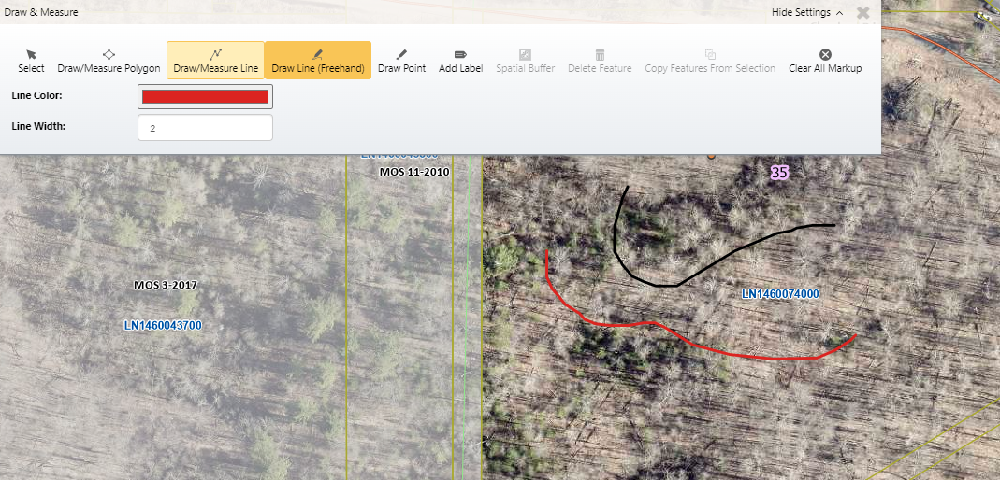 Draw & Measure
Hide Settings
Select
Draw/Measure Polygon
Draw/Measure Line
Draw Line (Freehand)
Draw Point
Add Label
Spatial Buffer
Delete Feature
Copy Features From Selection
Clear All Markup
Line Color:
Line Width:
2
MOS 11-2010
35
MOS 3-2017
LN1460074000
LN1460043700